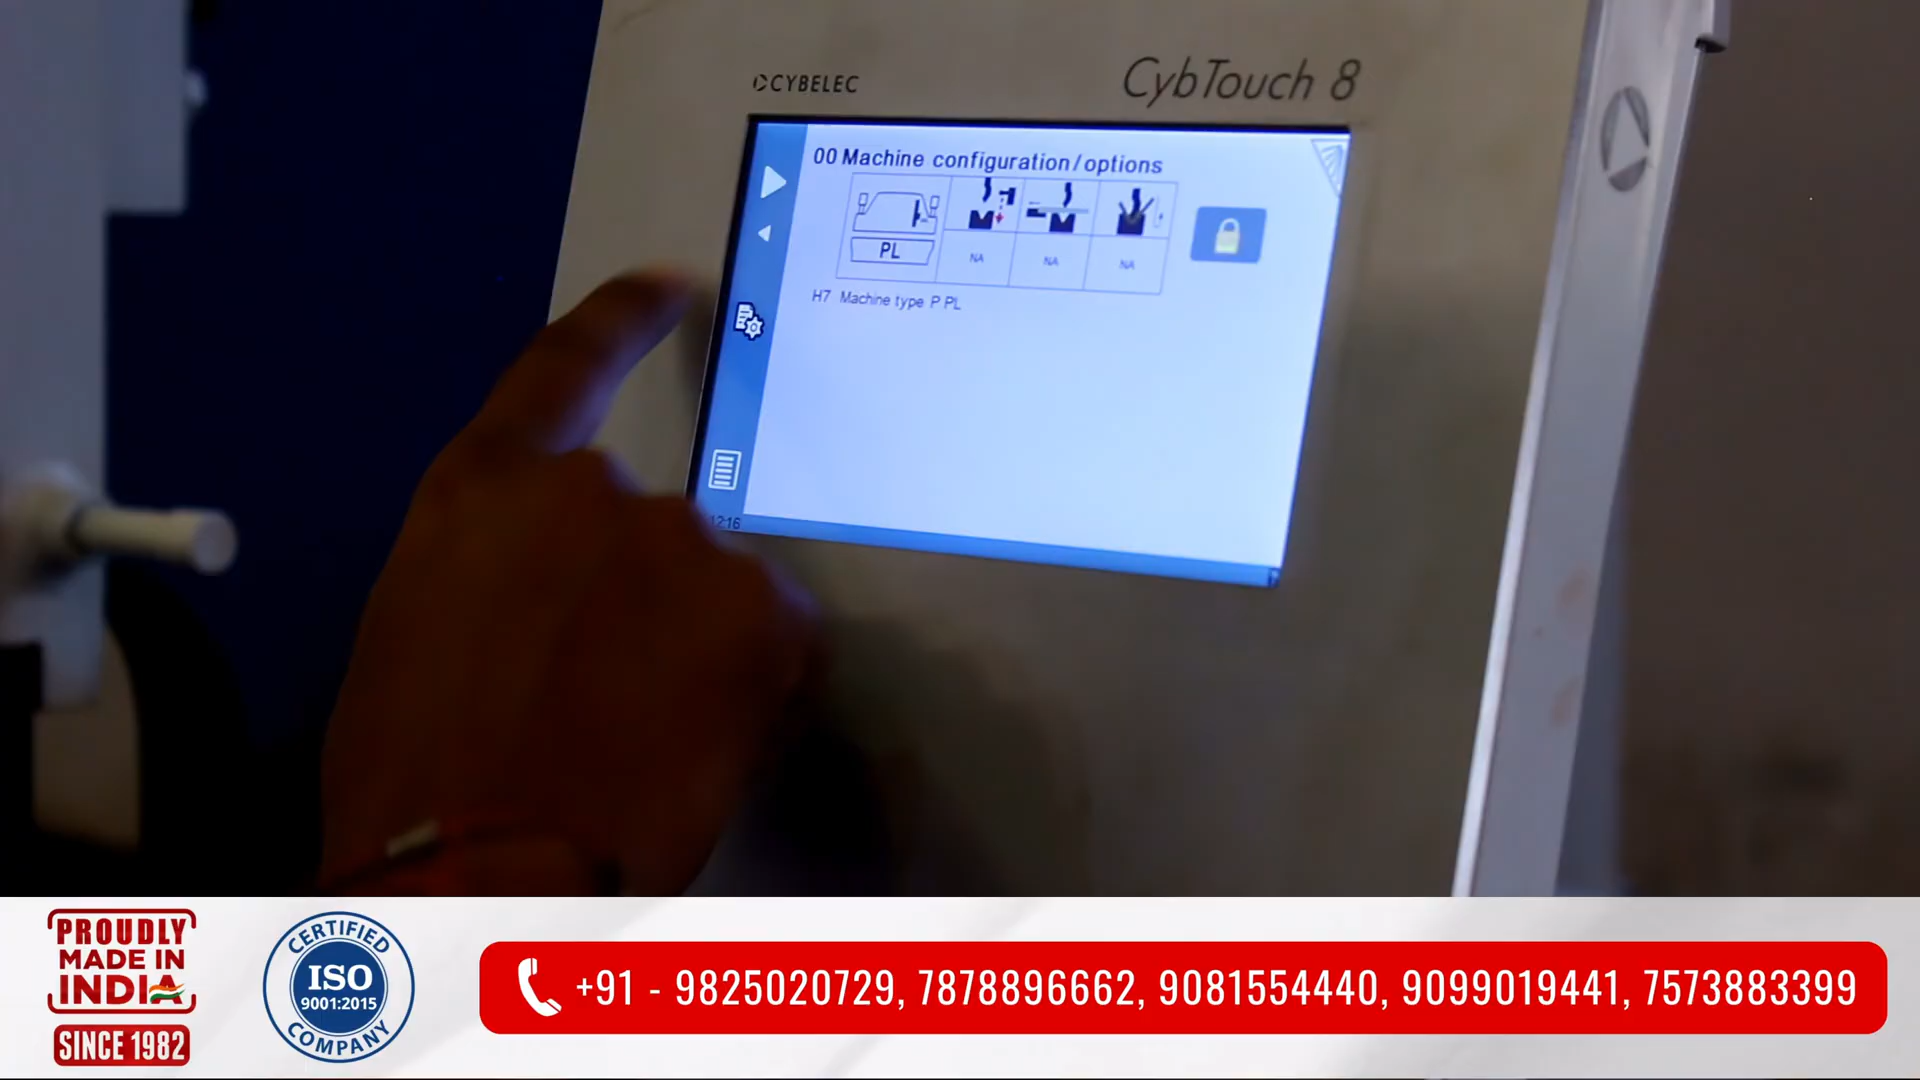 CYBELEC
CybTouch 8
00 Machine configuration/options
PL
NA NA NA
H7 Machine type P PL
12:16
PROUDLY
MADE IN
INDIA
SINCE 1982
CERTIFIED
ISO
9001:2015
COMPANY
+91 - 9825020729, 7878896662, 9081554440, 9099019441, 7573883399